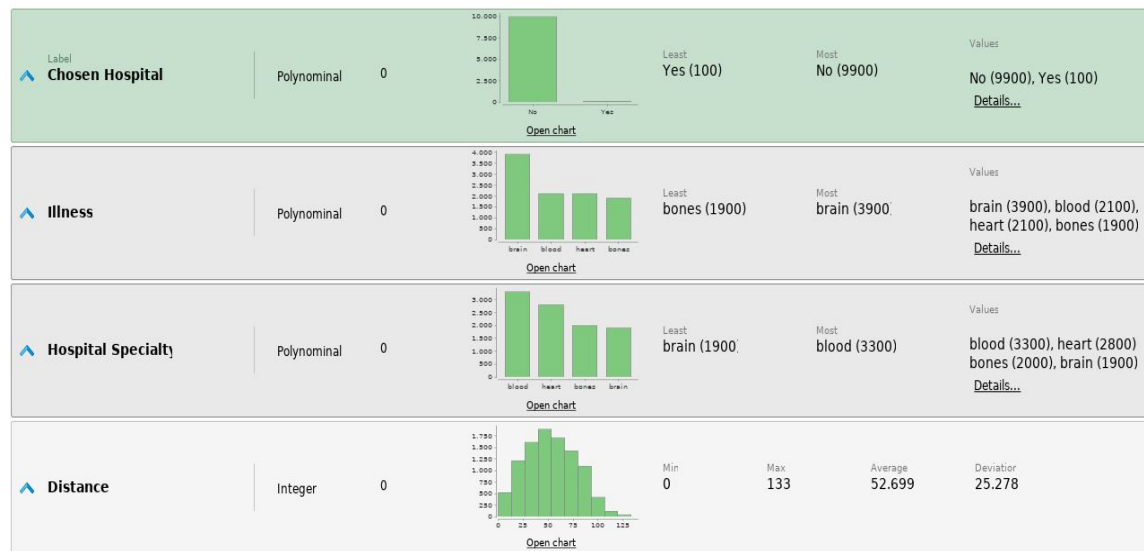 Label
Chosen Hospital
Polynominal
0
10.000
7.500
5.000
2.500
0
No Yes
Open chart
Least
Yes (100)
Most
No (9900)
Values
No (9900), Yes (100)
Details...
Illness
Polynominal
0
4.000
3.500
3.000
2.500
2.000
1.500
1.000
500
0
brain blood heart bones
Open chart
Least
bones (1900)
Most
brain (3900)
Values
brain (3900), blood (2100),
heart (2100), bones (1900)
Details...
Hospital Specialty
Polynominal
0
3.000
2.500
2.000
1.500
1.000
500
0
blood heart bones brain
Open chart
Least
brain (1900)
Most
blood (3300)
Values
blood (3300), heart (2800)
bones (2000), brain (1900)
Details...
Distance
Integer
0
1.750
1.500
1.250
1.000
750
500
250
0
0 25 50 75 100 125
Open chart
Min
0
Max
133
Average
52.699
Deviation
25.278